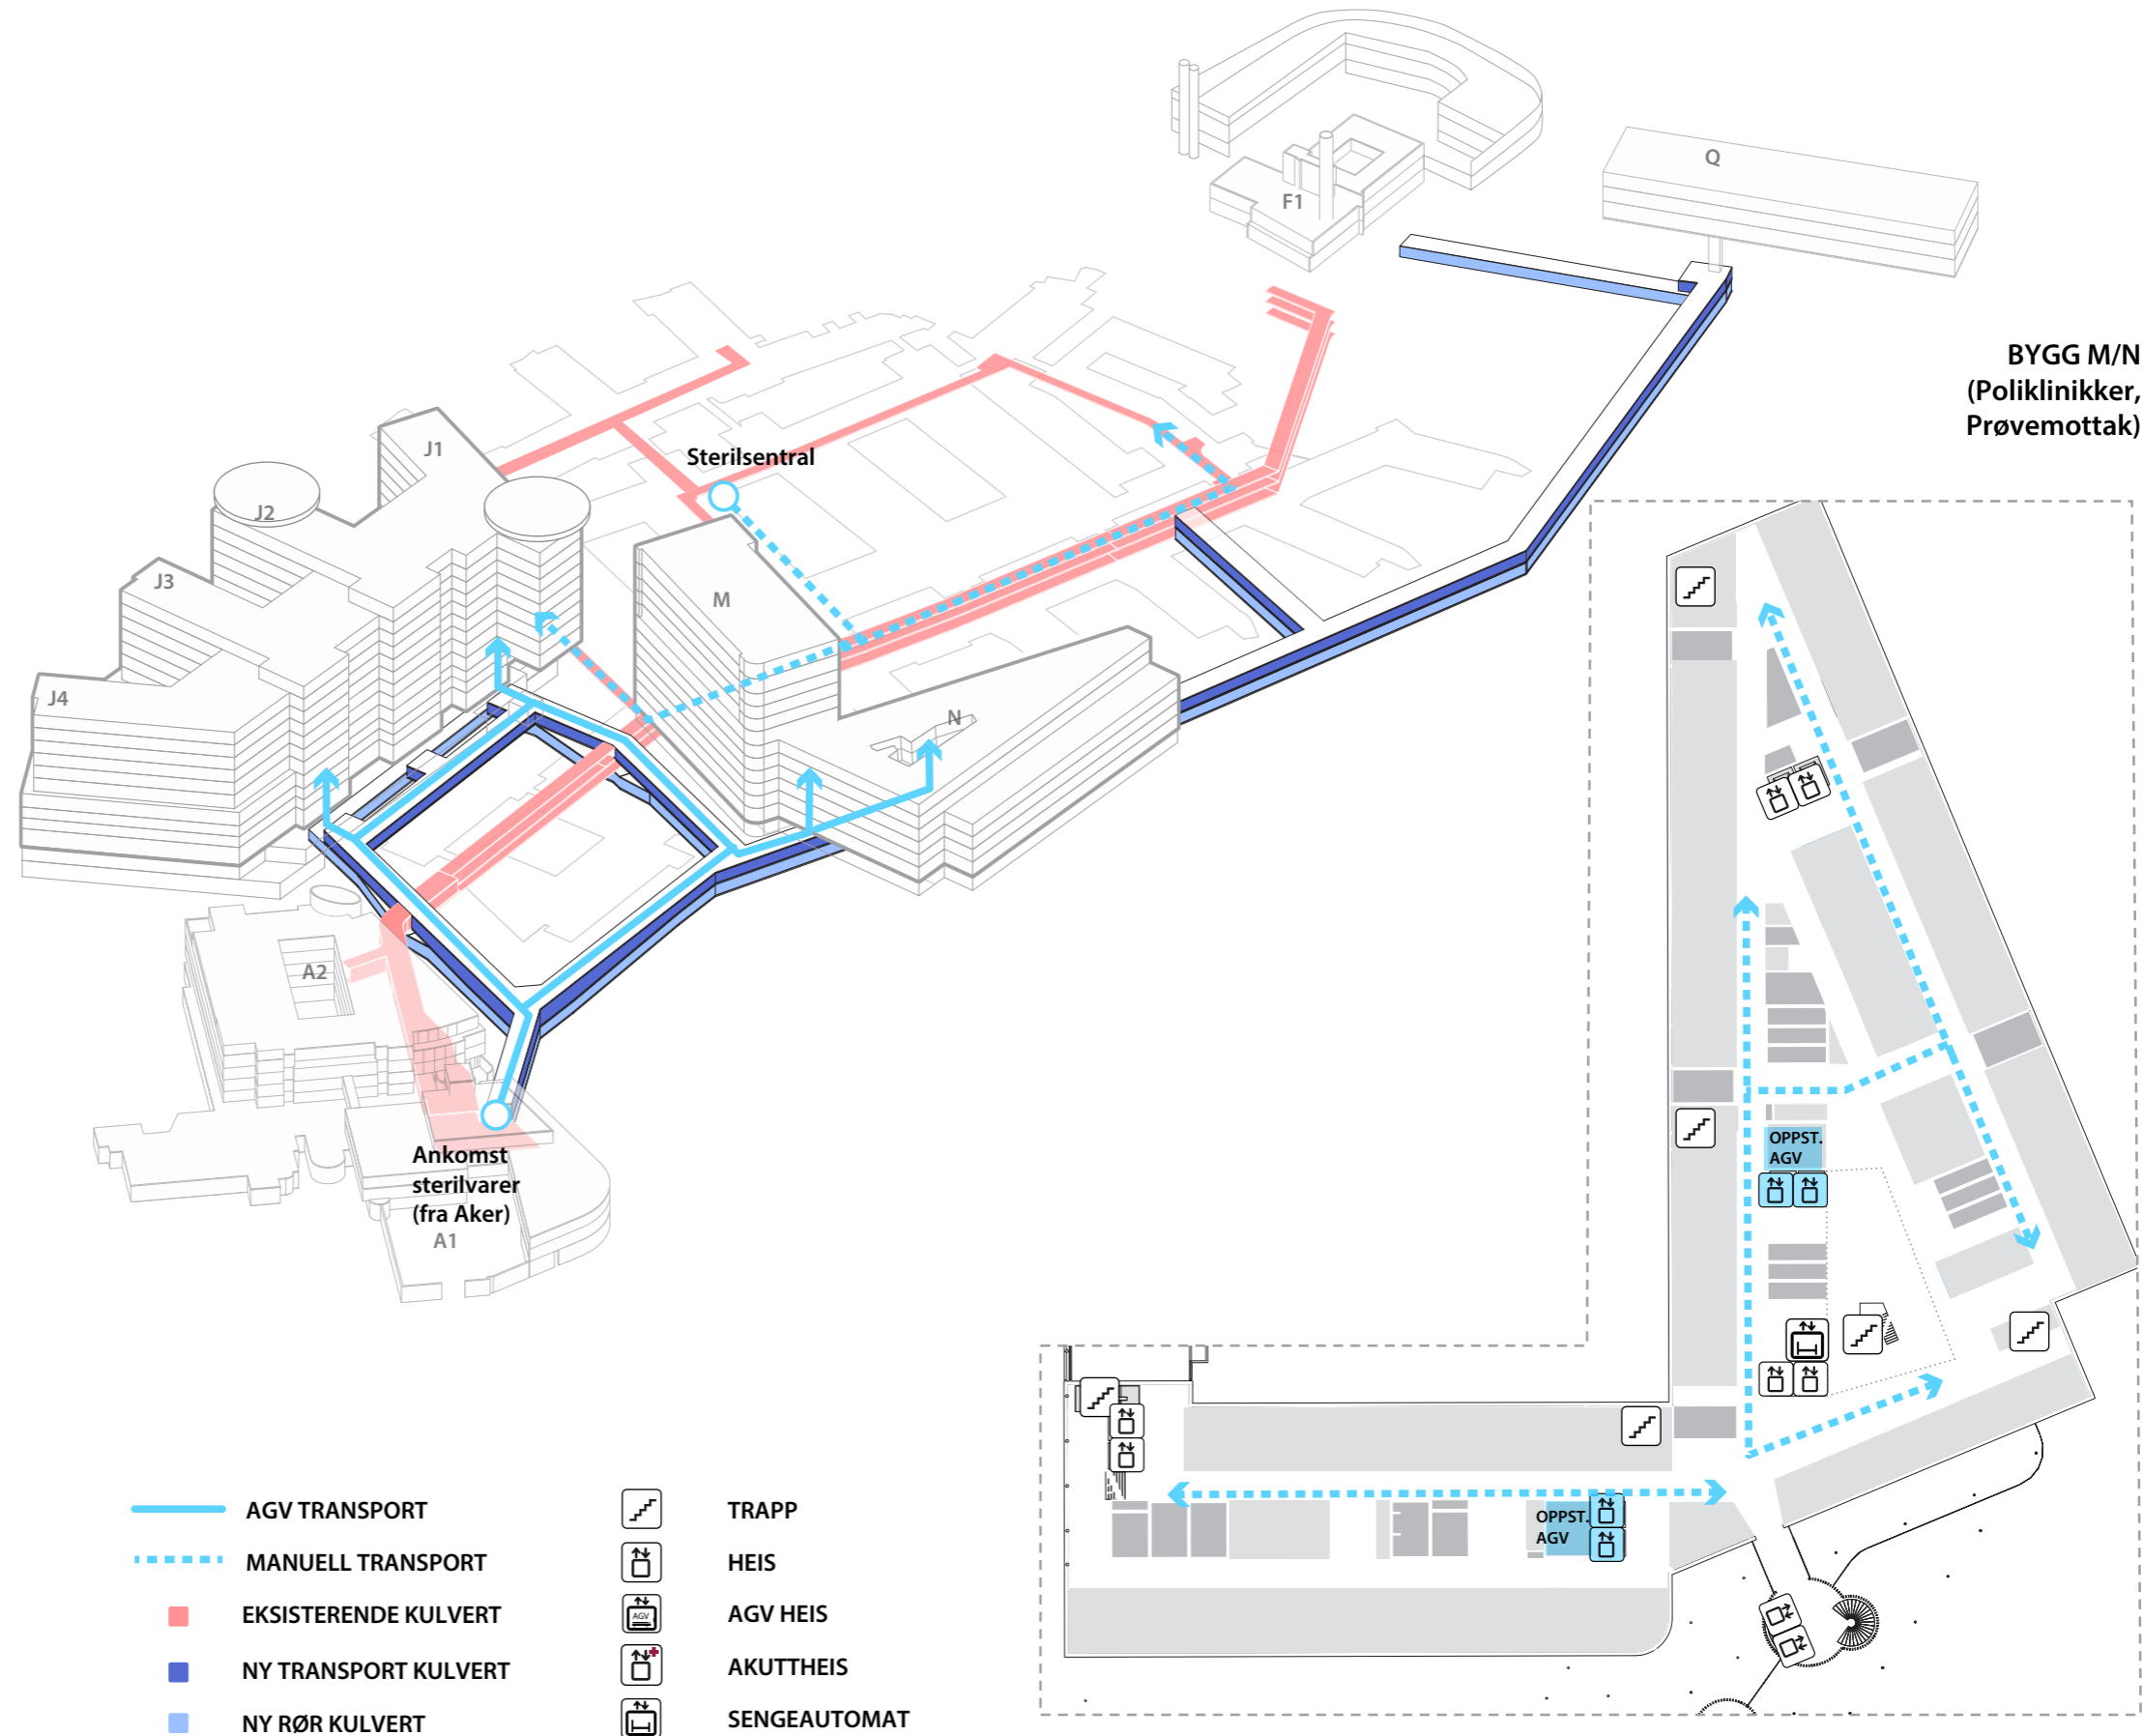 Q
F1
BYGG M/N
(Poliklinikker,
Prøvemottak)
J1
Sterilsentral
J2
J3
M
J4
N
A2
Ankomst
sterilvarer
(fra Aker)
A1
OPPST.
AGV
OPPST.
AGV
AGV TRANSPORT
MANUELL TRANSPORT
EKSISTERENDE KULVERT
NY TRANSPORT KULVERT
NY RØR KULVERT
TRAPP
HEIS
AGV
AGV HEIS
AKUTTHEIS
SENGEAUTOMAT